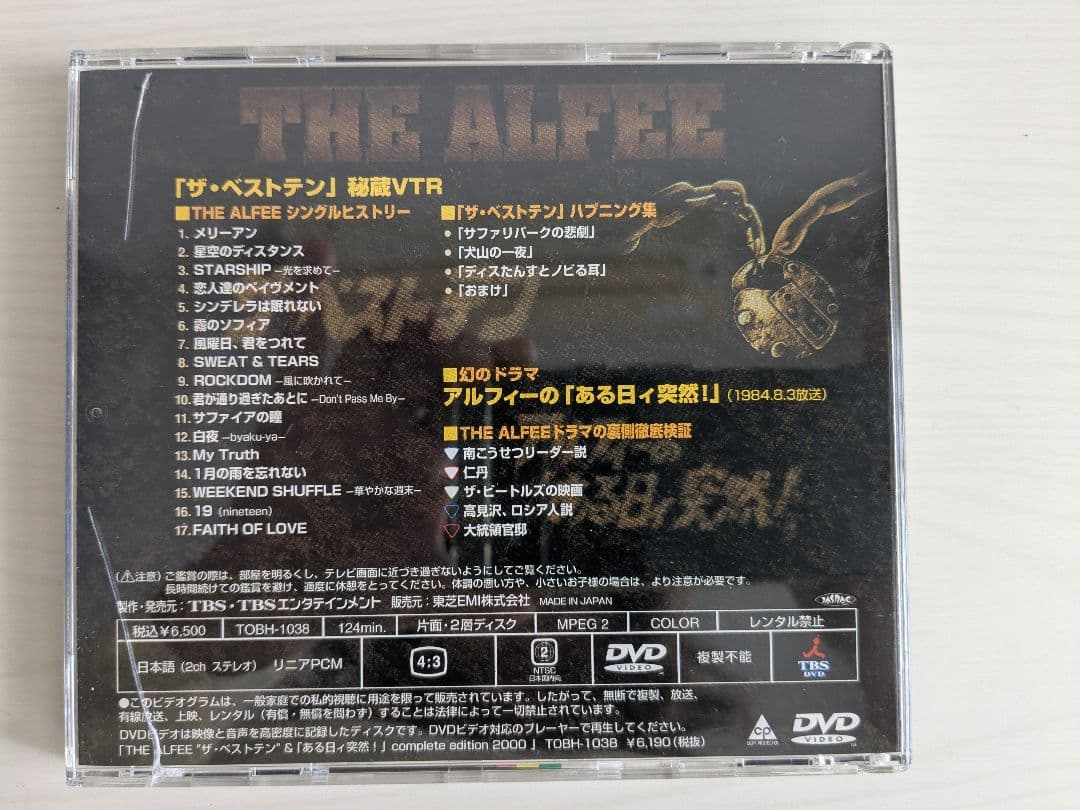 THE ALFEE
「ザ・ベストテン」秘蔵VTR
■THE ALFEE シングルヒストリー
1. メリーアン
2. 星空のディスタンス
3. STARSHIP −光を求めて−
4. 恋人達のペイヴメント
5. シンデレラは眠れない
6. 霧のソフィア
7. 風曜日、君をつれて
8. SWEAT & TEARS
9. ROCKDOM −風に吹かれて−
10. 君が通り過ぎたあとに −Don't Pass Me By−
11. サファイアの瞳
12. 白夜 −byaku-ya−
13. My Truth
14. 1月の雨を忘れない
15. WEEKEND SHUFFLE −華やかな週末−
16. 19 (nineteen)
17. FAITH OF LOVE
■「ザ・ベストテン」ハプニング集
●「サファリパークの悲劇」
●「犬山の一夜」
●「ディスたんすとノビる耳」
●「おまけ」
ベストテン
■幻のドラマ
アルフィーの「ある日ィ突然!」(1984.8.3放送)
■THE ALFEEドラマの裏側徹底検証
▼南こうせつリーダー説
▼仁丹
▼ザ・ビートルズの映画
▼高見沢、ロシア人説
▼大統領官邸
ある日ィ突然!
(⚠注意) ご鑑賞の際は、部屋を明るくし、テレビ画面に近づき過ぎないようにしてご覧ください。
長時間続けての鑑賞を避け、適度に休憩をとってください。体調の悪い方や、小さいお子様の場合は、より注意が必要です。
製作・発売元:TBS・TBSエンタテインメント 販売元:東芝EMI株式会社 MADE IN JAPAN
JASRAC
税込¥6,500 TOBH-1038 124min. 片面・2層ディスク MPEG 2 COLOR レンタル禁止
日本語 (2ch ステレオ) リニアPCM 4:3 2 NTSC 日本国内向 DVD VIDEO 複製不能 TBS DVD
●このビデオグラムは、一般家庭での私的視聴に用途を限って販売されています。したがって、無断で複製、放送、
有線放送、上映、レンタル(有償・無償を問わず)することは法律によって一切禁止されています。
DVDビデオは映像と音声を高密度に記録したディスクです。DVDビデオ対応のプレーヤーで再生してください。
「THE ALFEE "ザ・ベストテン" & 「ある日ィ突然!」 complete edition 2000 」 TOBH-1038 ¥6,190(税抜)
DVD VIDEO